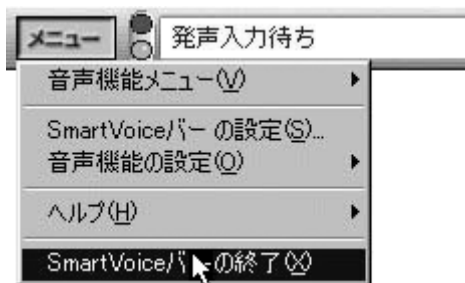 メニュー 発声入力待ち
音声機能メニュー(V)
SmartVoiceバー の設定(S)...
音声機能の設定(O)
ヘルプ(H)
SmartVoiceバーの終了(X)